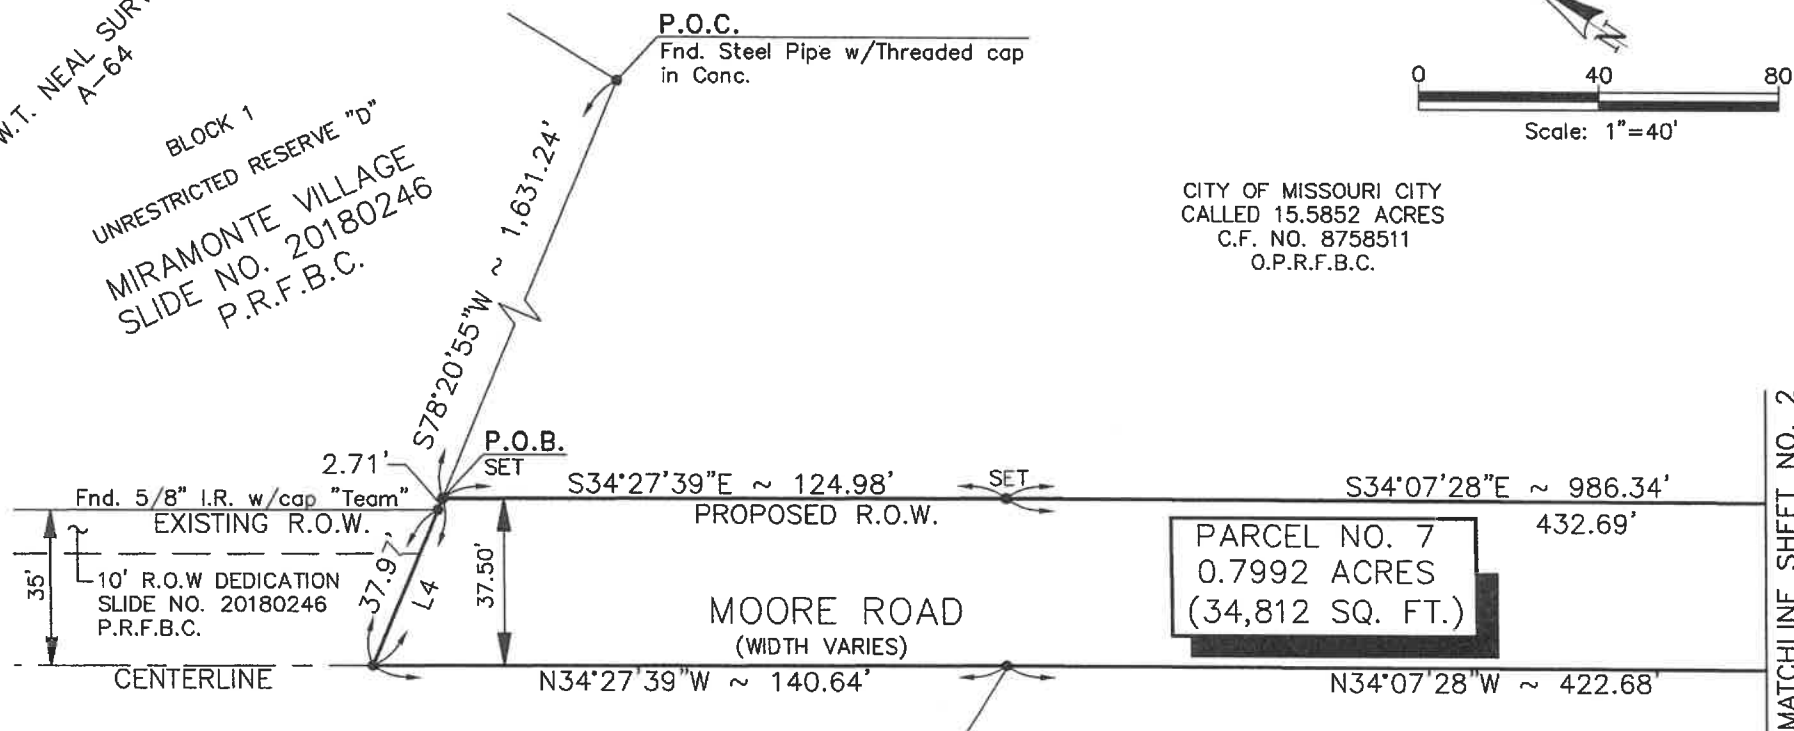 W.T. NEAL SURV
A-64
BLOCK 1
UNRESTRICTED RESERVE "D"
MIRAMONTE VILLAGE
SLIDE NO. 20180246
P.R.F.B.C.
P.O.C.
Fnd. Steel Pipe w/Threaded cap
in Conc.
N
0 40 80
Scale: 1"=40'
CITY OF MISSOURI CITY
CALLED 15.5852 ACRES
C.F. NO. 8758511
O.P.R.F.B.C.
S78°20'55"W ~ 1,631.24'
P.O.B.
SET
2.71'
Fnd. 5/8" I.R. w/cap "Team"
EXISTING R.O.W.
35'
10' R.O.W DEDICATION
SLIDE NO. 20180246
P.R.F.B.C.
37.97'
L4
37.50'
S34°27'39"E ~ 124.98'
PROPOSED R.O.W.
SET
S34°07'28"E ~ 986.34'
432.69'
PARCEL NO. 7
0.7992 ACRES
(34,812 SQ. FT.)
MOORE ROAD
(WIDTH VARIES)
CENTERLINE
N34°27'39"W ~ 140.64'
N34°07'28"W ~ 422.68'
MATCHLINE SHEET NO. 2